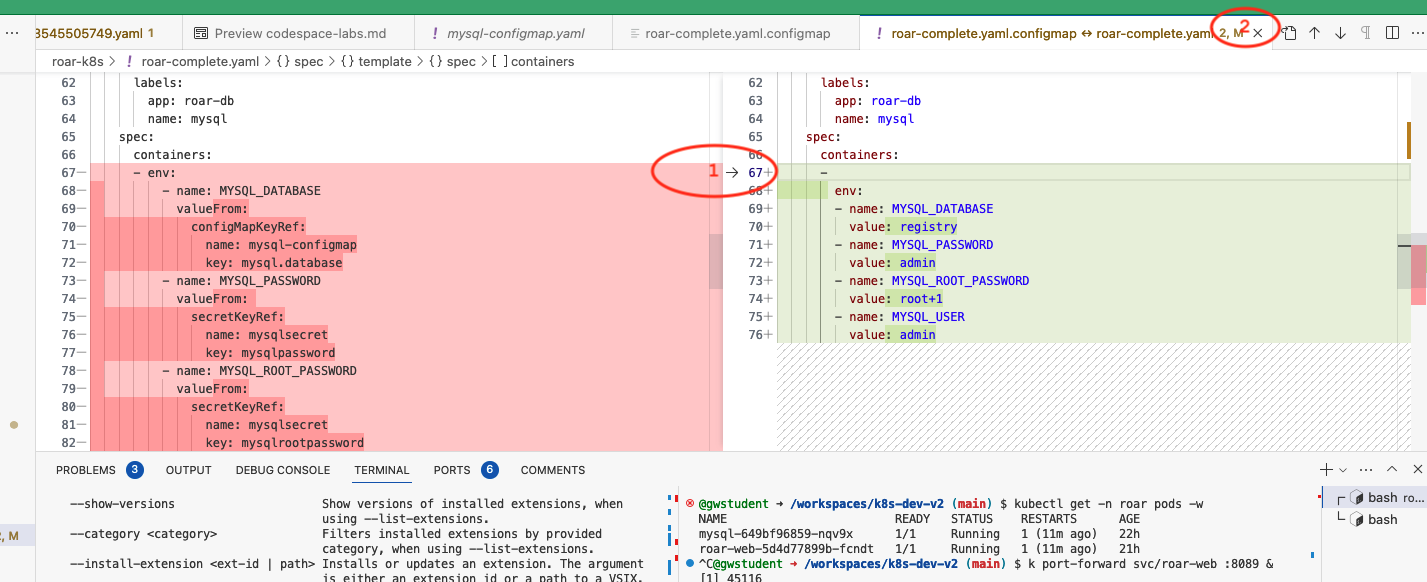 ··· 3545505749.yaml 1 Preview codespace-labs.md ! mysql-configmap.yaml roar-complete.yaml.configmap ! roar-complete.yaml.configmap ↔ roar-complete.yaml 2, M 2
roar-k8s > ! roar-complete.yaml > {} spec > {} template > {} spec > [ ] containers
62 labels:
63 app: roar-db
64 name: mysql
65 spec:
66 containers:
67− - env:
68− - name: MYSQL_DATABASE
69− valueFrom:
70− configMapKeyRef:
71− name: mysql-configmap
72− key: mysql.database
73− - name: MYSQL_PASSWORD
74− valueFrom:
75− secretKeyRef:
76− name: mysqlsecret
77− key: mysqlpassword
78− - name: MYSQL_ROOT_PASSWORD
79− valueFrom:
80− secretKeyRef:
81− name: mysqlsecret
82− key: mysqlrootpassword
1 →
62 labels:
63 app: roar-db
64 name: mysql
65 spec:
66 containers:
67+ -
68+ env:
69+ - name: MYSQL_DATABASE
70+ value: registry
71+ - name: MYSQL_PASSWORD
72+ value: admin
73+ - name: MYSQL_ROOT_PASSWORD
74+ value: root+1
75+ - name: MYSQL_USER
76+ value: admin
2, M
PROBLEMS 3 OUTPUT DEBUG CONSOLE TERMINAL PORTS 6 COMMENTS
--show-versions Show versions of installed extensions, when
using --list-extensions.
--category <category> Filters installed extensions by provided
category, when using --list-extensions.
--install-extension <ext-id | path> Installs or updates an extension. The argument
is either an extension id or a path to a VSIX.
@gwstudent → /workspaces/k8s-dev-v2 (main) $ kubectl get -n roar pods -w
NAME READY STATUS RESTARTS AGE
mysql-649bf96859-nqv9x 1/1 Running 1 (11m ago) 22h
roar-web-5d4d77899b-fcndt 1/1 Running 1 (11m ago) 21h
^C@gwstudent → /workspaces/k8s-dev-v2 (main) $ k port-forward svc/roar-web :8089 &
[1] 45116
bash ro...
bash